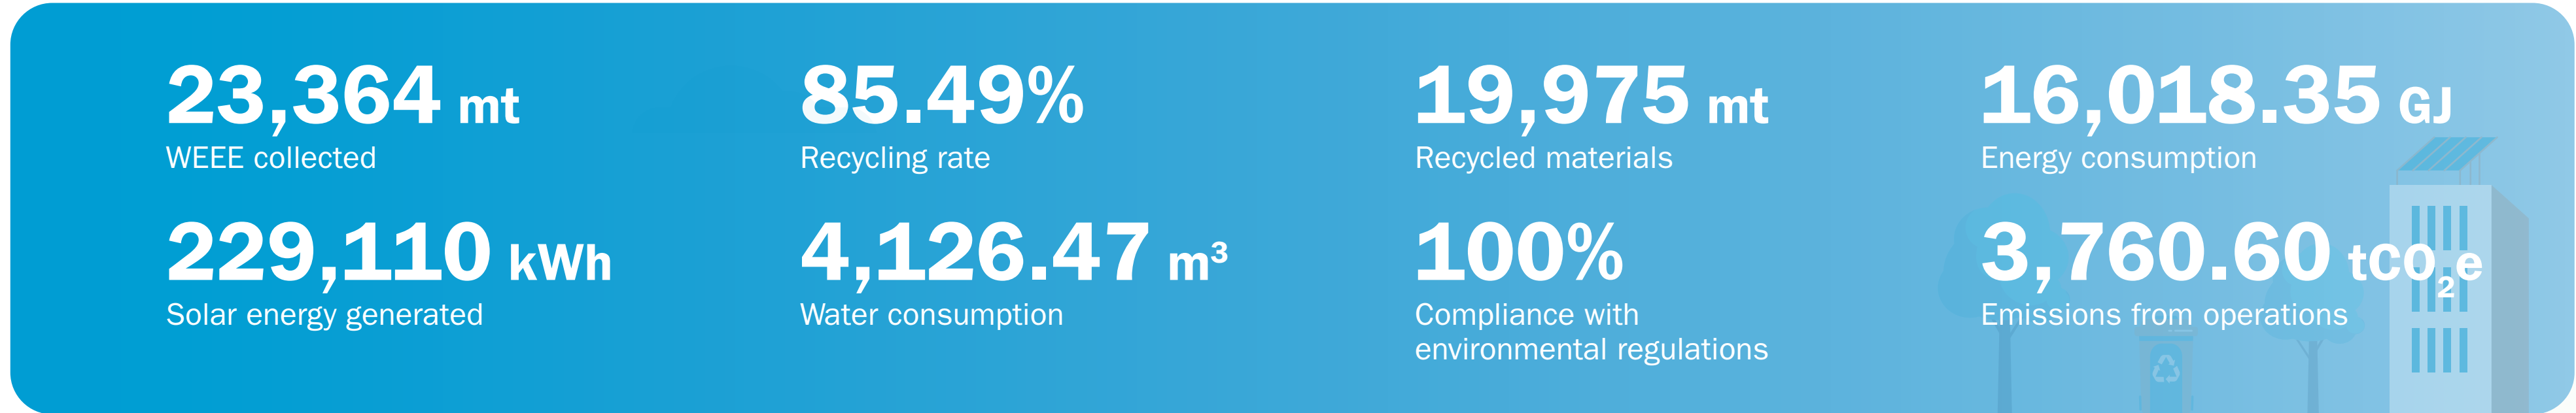 23,364 mt
WEEE collected
85.49%
Recycling rate
19,975 mt
Recycled materials
16,018.35 GJ
Energy consumption
229,110 kWh
Solar energy generated
4,126.47 m³
Water consumption
100%
Compliance with
environmental regulations
3,760.60 tCO₂e
Emissions from operations